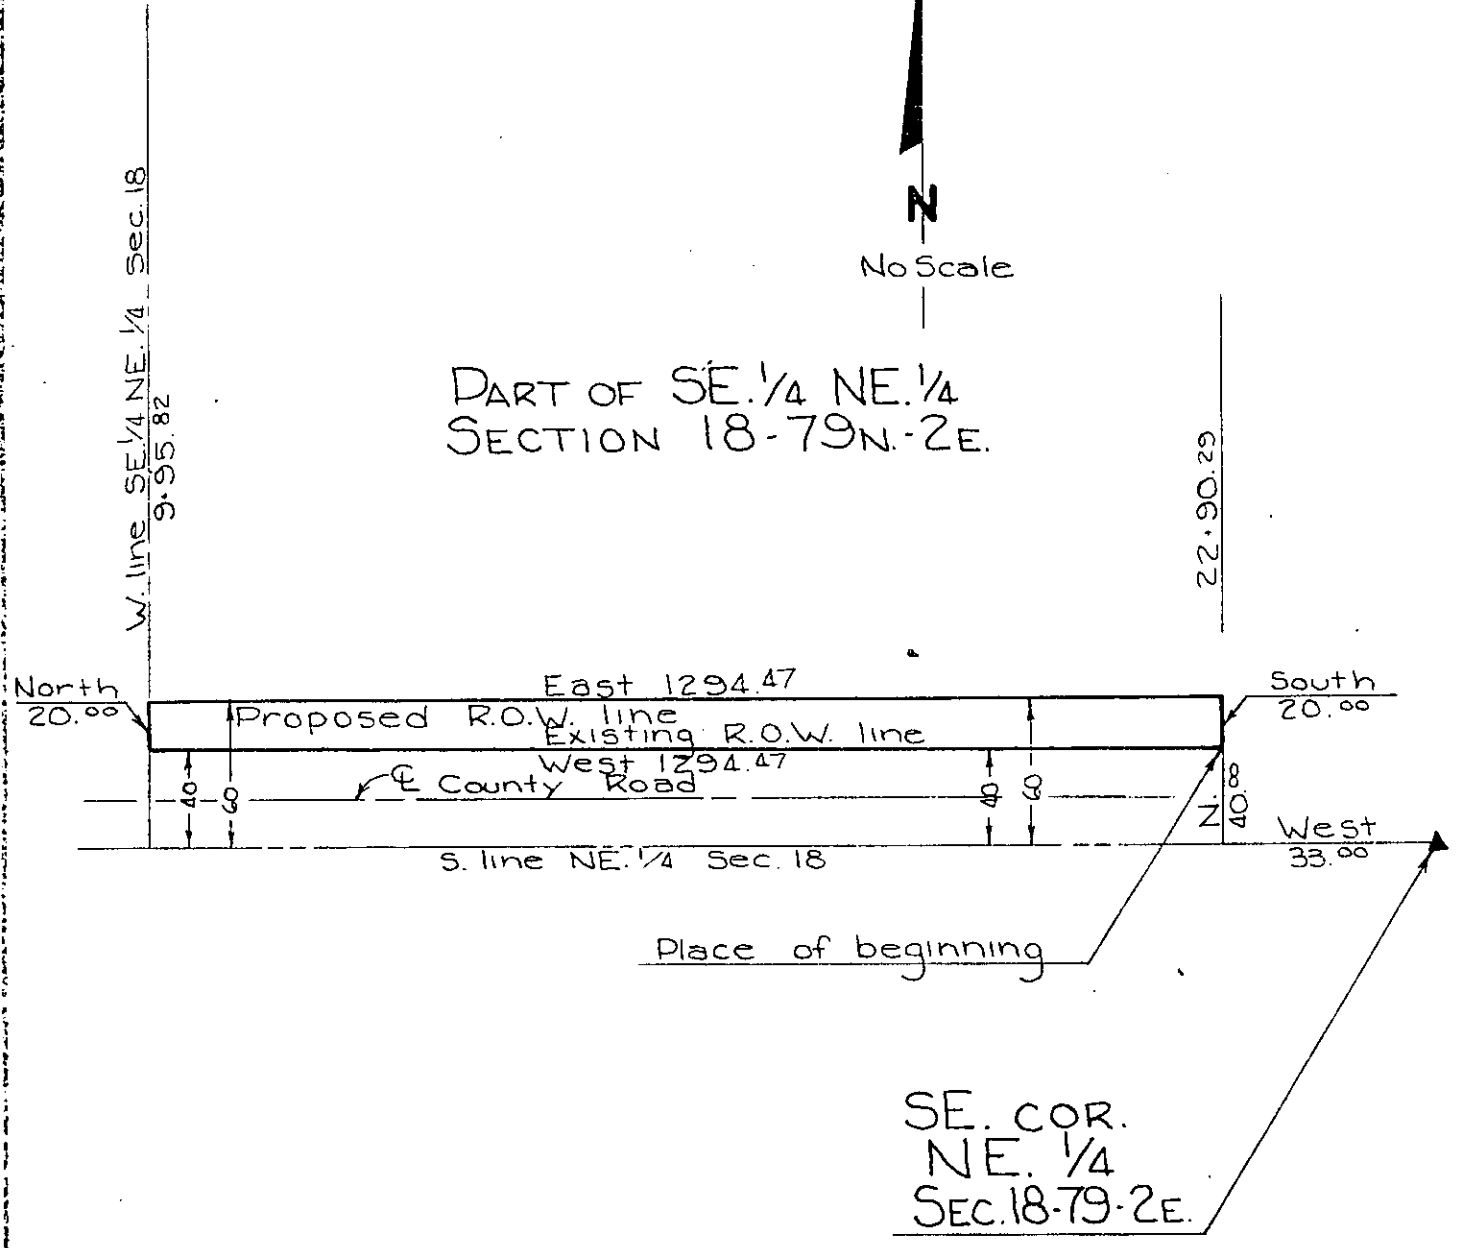 N
No Scale
W. line SE.1/4 NE. 1/4 Sec. 18
9+95.82
PART OF SE.1/4 NE.1/4
SECTION 18-79N.-2E.
22+90.29
North
20.00
East 1294.47
South
20.00
Proposed R.O.W. line
Existing R.O.W. line
West 1294.47
℄ County Road
40
60
40
60
N.
40.00
West
33.00
S. line NE. 1/4 Sec. 18
Place of beginning
SE. COR.
NE. 1/4
SEC. 18-79-2E.